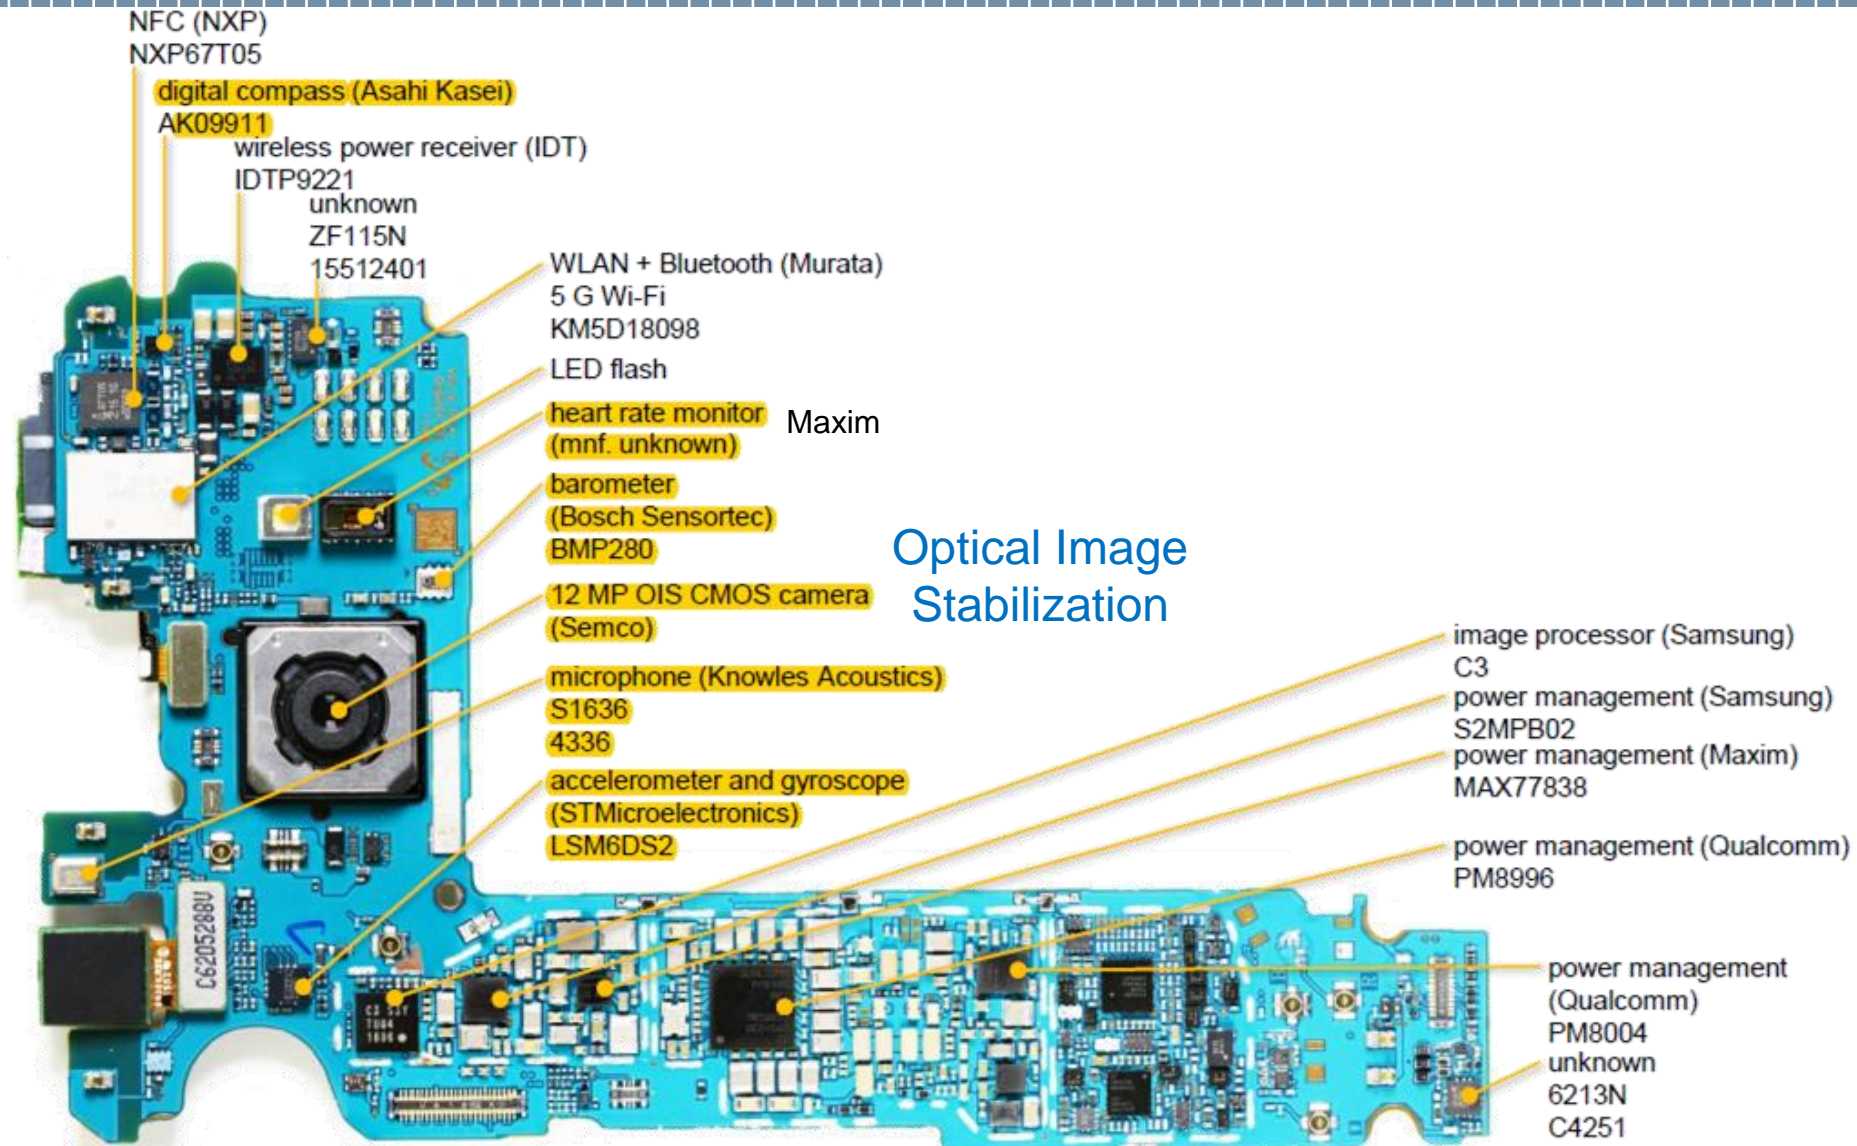 NFC (NXP)
NXP67T05
digital compass (Asahi Kasei)
AK09911
wireless power receiver (IDT)
IDTP9221
unknown
ZF115N
15512401
WLAN + Bluetooth (Murata)
5 G Wi-Fi
KM5D18098
LED flash
heart rate monitor
(mnf. unknown)
Maxim
barometer
(Bosch Sensortec)
BMP280
Optical Image
Stabilization
12 MP OIS CMOS camera
(Semco)
microphone (Knowles Acoustics)
S1636
4336
accelerometer and gyroscope
(STMicroelectronics)
LSM6DS2
image processor (Samsung)
C3
power management (Samsung)
S2MPB02
power management (Maxim)
MAX77838
power management (Qualcomm)
PM8996
power management
(Qualcomm)
PM8004
unknown
6213N
C4251